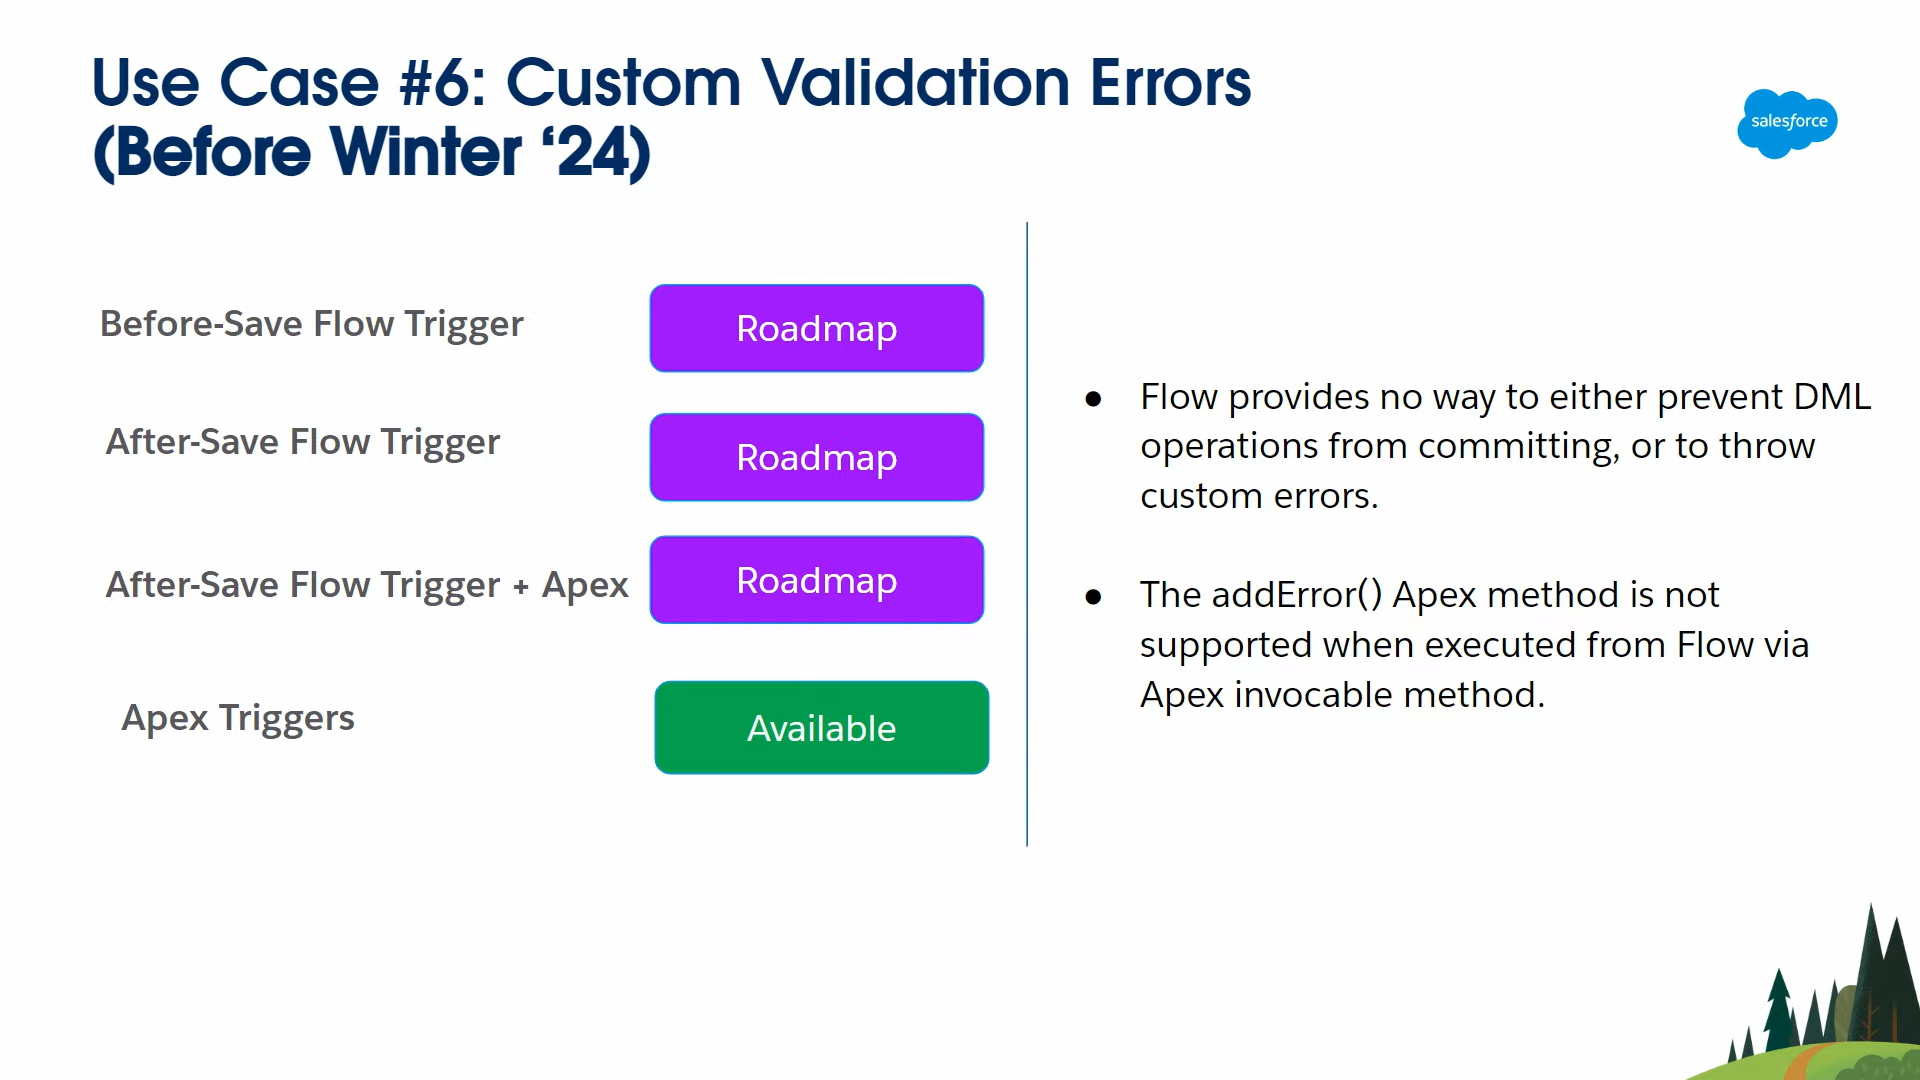 Use Case #6: Custom Validation Errors
(Before Winter ‘24)
salesforce
Before-Save Flow Trigger
Roadmap
After-Save Flow Trigger
Roadmap
After-Save Flow Trigger + Apex
Roadmap
Apex Triggers
Available
● Flow provides no way to either prevent DML
operations from committing, or to throw
custom errors.
● The addError() Apex method is not
supported when executed from Flow via
Apex invocable method.